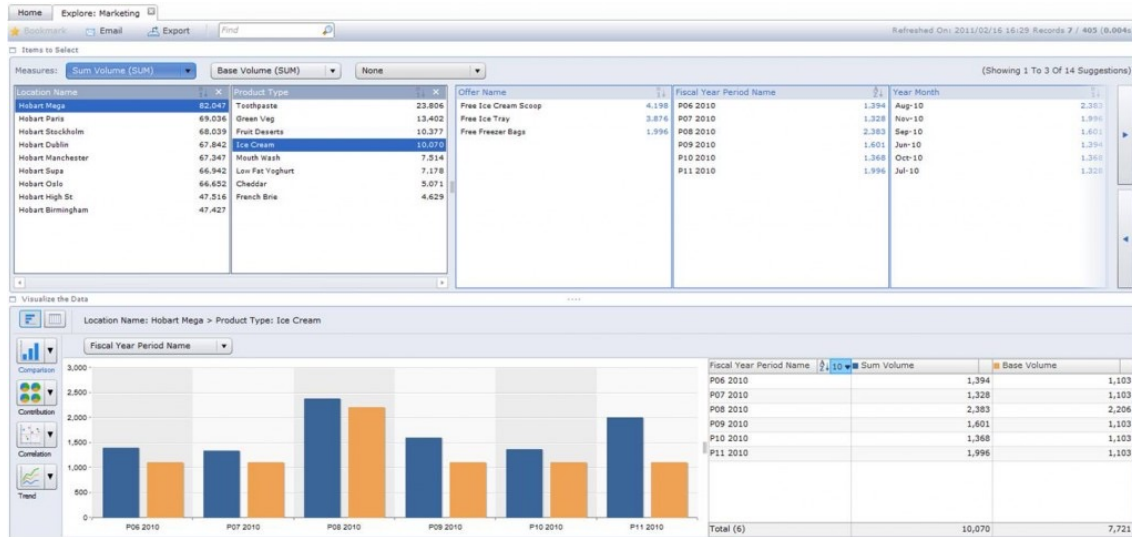 Home Explore: Marketing
Bookmark Email Export Find Refreshed On: 2011/02/16 16:29 Records 7 / 405 (0.004s
Items to Select
Measures: Sum Volume (SUM) Base Volume (SUM) None (Showing 1 To 3 Of 14 Suggestions)
Location Name Product Type Offer Name Fiscal Year Period Name Year Month
Hobart Mega 82.047 Toothpaste 23.806 Free Ice Cream Scoop 4.198 P06 2010 1.394 Aug-10 2.383
Hobart Paris 69.036 Green Veg 13.402 Free Ice Tray 3.876 P07 2010 1.328 Nov-10 1.996
Hobart Stockholm 68.039 Fruit Deserts 10.377 Free Freezer Bags 1.996 P08 2010 2.383 Sep-10 1.601
Hobart Dublin 67.842 Ice Cream 10.070 P09 2010 1.601 Jun-10 1.394
Hobart Manchester 67.347 Mouth Wash 7.514 P10 2010 1.368 Oct-10 1.368
Hobart Supa 66.942 Low Fat Yoghurt 7.178 P11 2010 1.996 Jul-10 1.328
Hobart Oslo 66.652 Cheddar 5.071
Hobart High St 47.516 French Brie 4.629
Hobart Birmingham 47.427
Visualize the Data
Location Name: Hobart Mega > Product Type: Ice Cream
Fiscal Year Period Name
Comparison
Contribution
Correlation
Trend
3,000
2,500
2,000
1,500
1,000
500
0
P06 2010 P07 2010 P08 2010 P09 2010 P10 2010 P11 2010
Fiscal Year Period Name 10 Sum Volume Base Volume
P06 2010 1,394 1,103
P07 2010 1,328 1,103
P08 2010 2,383 2,206
P09 2010 1,601 1,103
P10 2010 1,368 1,103
P11 2010 1,996 1,103
Total (6) 10,070 7,721